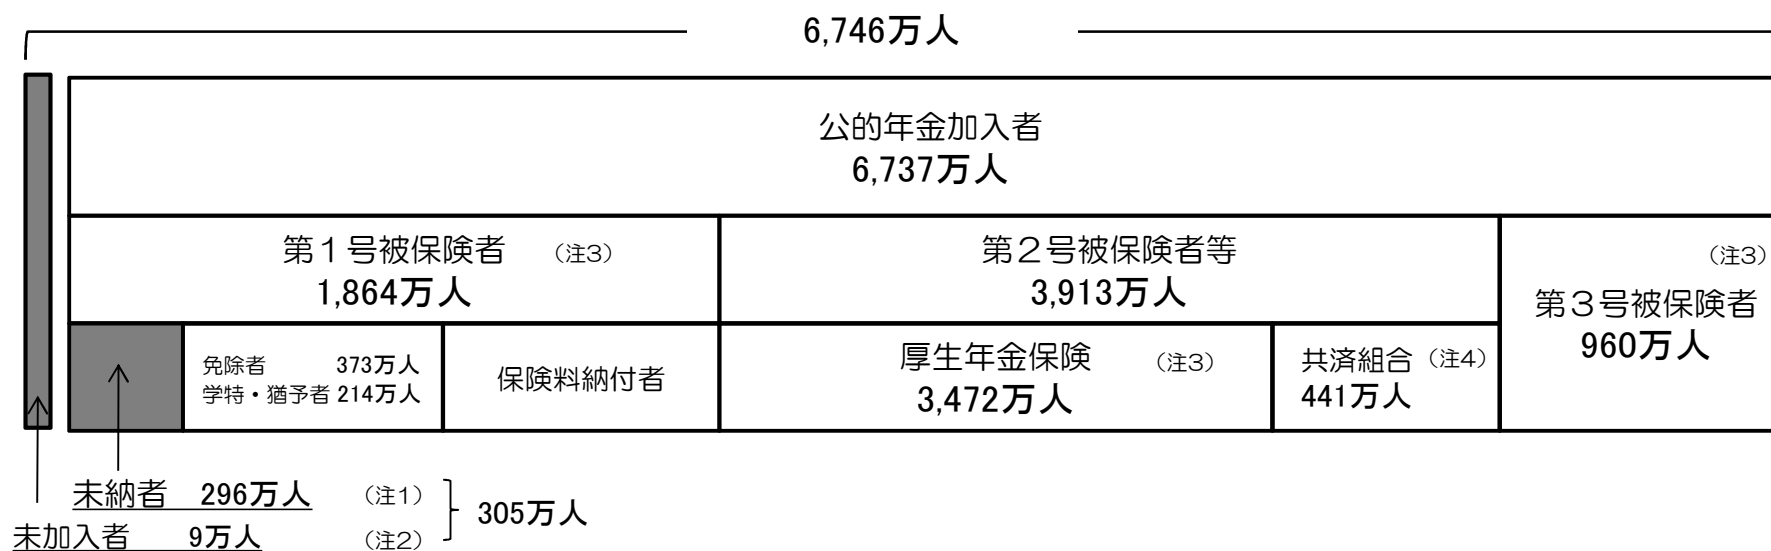 6,746万人
公的年金加入者
6,737万人
第1号被保険者 （注3）
1,864万人
第2号被保険者等
3,913万人
（注3）
第3号被保険者
960万人
免除者 373万人
学特・猶予者 214万人
保険料納付者
厚生年金保険 （注3）
3,472万人
共済組合 （注4）
441万人
未納者 296万人 （注1）
未加入者 9万人 （注2）
305万人